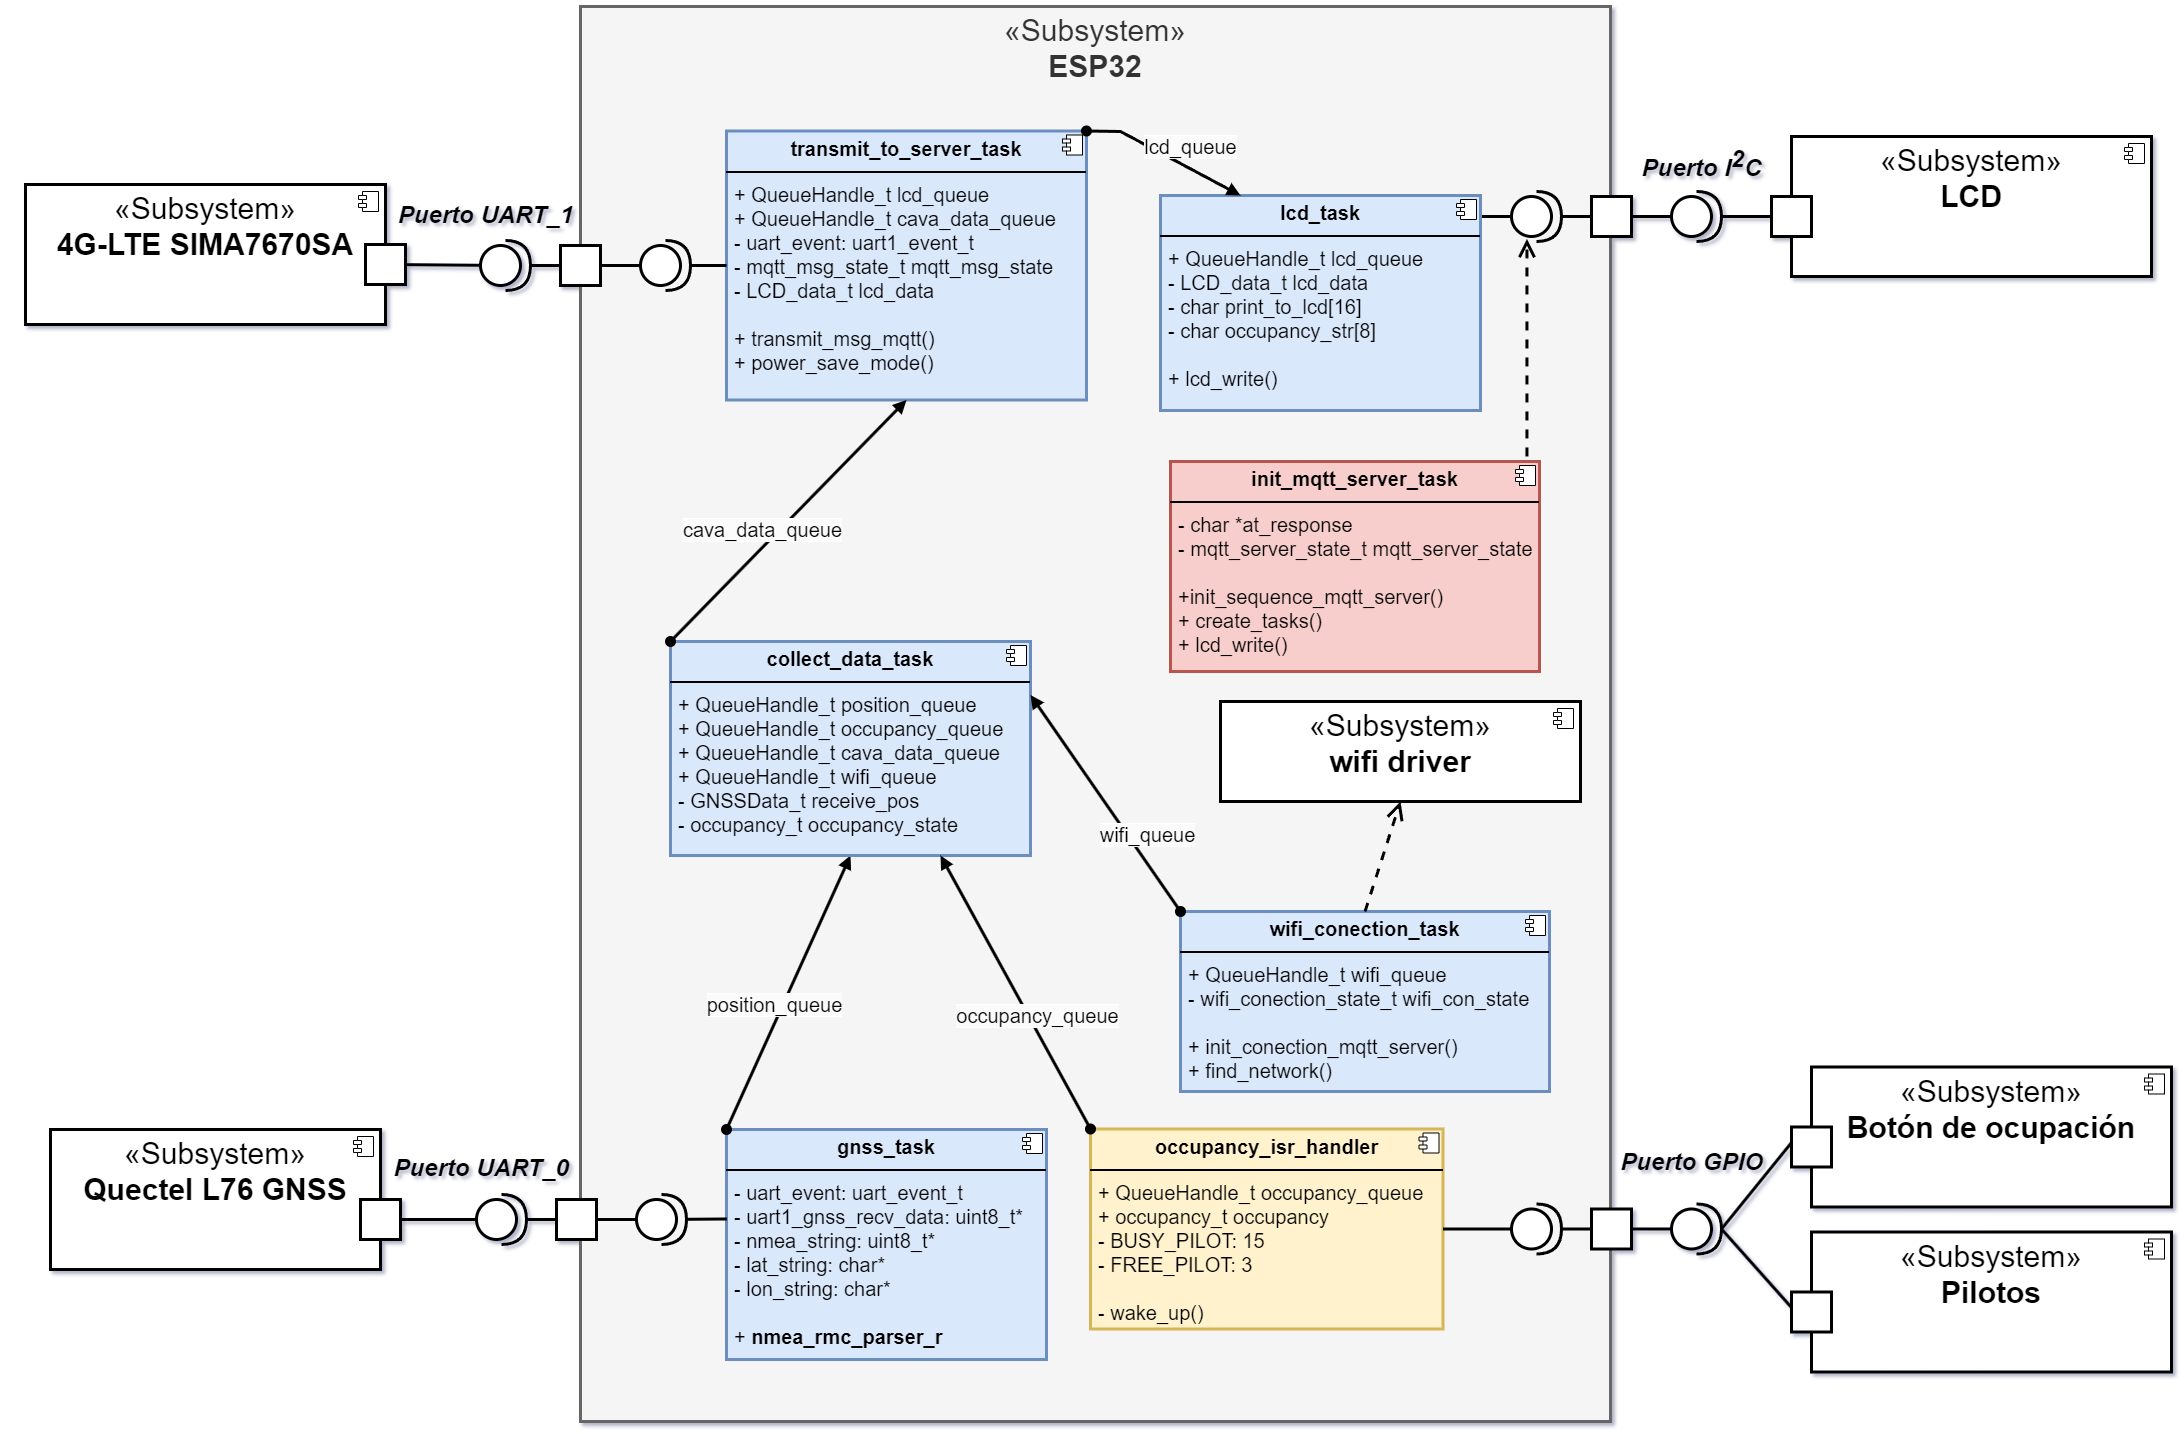 «Subsystem»
ESP32
«Subsystem»
4G-LTE SIMA7670SA
Puerto UART_1
transmit_to_server_task
+ QueueHandle_t lcd_queue
+ QueueHandle_t cava_data_queue
- uart_event: uart1_event_t
- mqtt_msg_state_t mqtt_msg_state
- LCD_data_t lcd_data
+ transmit_msg_mqtt()
+ power_save_mode()
lcd_queue
lcd_task
+ QueueHandle_t lcd_queue
- LCD_data_t lcd_data
- char print_to_lcd[16]
- char occupancy_str[8]
+ lcd_write()
Puerto I²C
«Subsystem»
LCD
init_mqtt_server_task
- char *at_response
- mqtt_server_state_t mqtt_server_state
+init_sequence_mqtt_server()
+ create_tasks()
+ lcd_write()
cava_data_queue
collect_data_task
+ QueueHandle_t position_queue
+ QueueHandle_t occupancy_queue
+ QueueHandle_t cava_data_queue
+ QueueHandle_t wifi_queue
- GNSSData_t receive_pos
- occupancy_t occupancy_state
«Subsystem»
wifi driver
wifi_queue
wifi_conection_task
+ QueueHandle_t wifi_queue
- wifi_conection_state_t wifi_con_state
+ init_conection_mqtt_server()
+ find_network()
position_queue
occupancy_queue
«Subsystem»
Quectel L76 GNSS
Puerto UART_0
gnss_task
- uart_event: uart_event_t
- uart1_gnss_recv_data: uint8_t*
- nmea_string: uint8_t*
- lat_string: char*
- lon_string: char*
+ nmea_rmc_parser_r
occupancy_isr_handler
+ QueueHandle_t occupancy_queue
+ occupancy_t occupancy
- BUSY_PILOT: 15
- FREE_PILOT: 3
- wake_up()
Puerto GPIO
«Subsystem»
Botón de ocupación
«Subsystem»
Pilotos